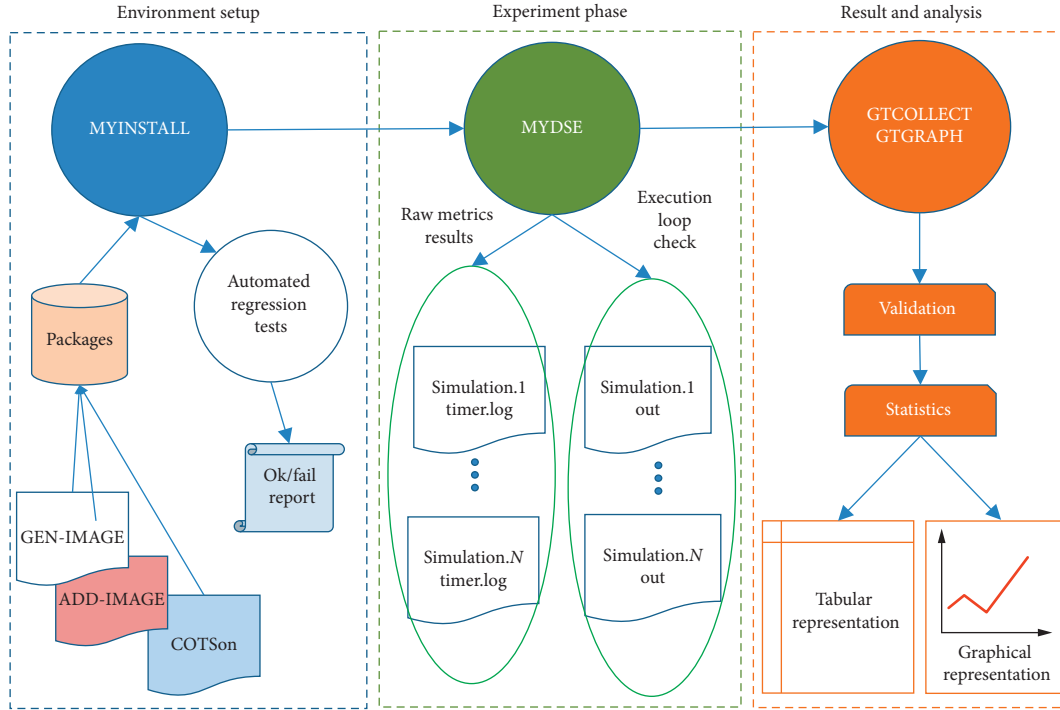 Environment setup
Experiment phase
Result and analysis
MYINSTALL
MYDSE
GTCOLLECT
GTGRAPH
Raw metrics
results
Execution
loop
check
Automated
regression
tests
Packages
Validation
Simulation.1
timer.log
Simulation.1
out
Statistics
Ok/fail
report
GEN-IMAGE
ADD-IMAGE
COTSon
Simulation.N
timer.log
Simulation.N
out
Tabular
representation
Graphical
representation